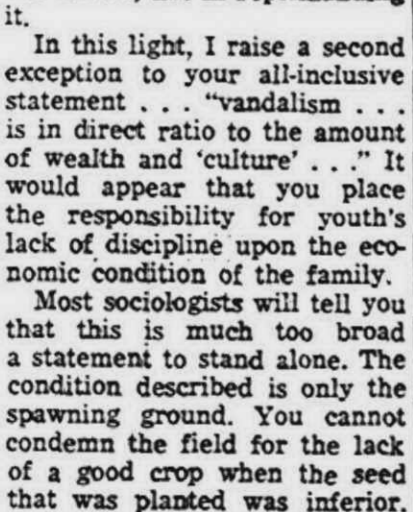 it.
In this light, I raise a second
exception to your all-inclusive
statement . . . “vandalism . . .
is in direct ratio to the amount
of wealth and ‘culture’ . . .” It
would appear that you place
the responsibility for youth's
lack of discipline upon the eco-
nomic condition of the family.
Most sociologists will tell you
that this is much too broad
a statement to stand alone. The
condition described is only the
spawning ground. You cannot
condemn the field for the lack
of a good crop when the seed
that was planted was inferior.